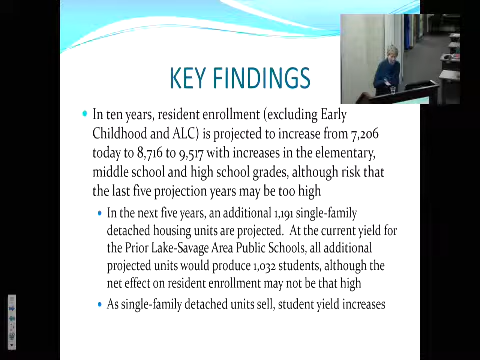 KEY FINDINGS
In ten years, resident enrollment (excluding Early
Childhood and ALC) is projected to increase from 7,206
today to 8,716 to 9,517 with increases in the elementary,
middle school and high school grades, although risk that
the last five projection years may be too high
In the next five years, an additional 1,191 single-family
detached housing units are projected. At the current yield for
the Prior Lake-Savage Area Public Schools, all additional
projected units would produce 1,032 students, although the
net effect on resident enrollment may not be that high
As single-family detached units sell, student yield increases